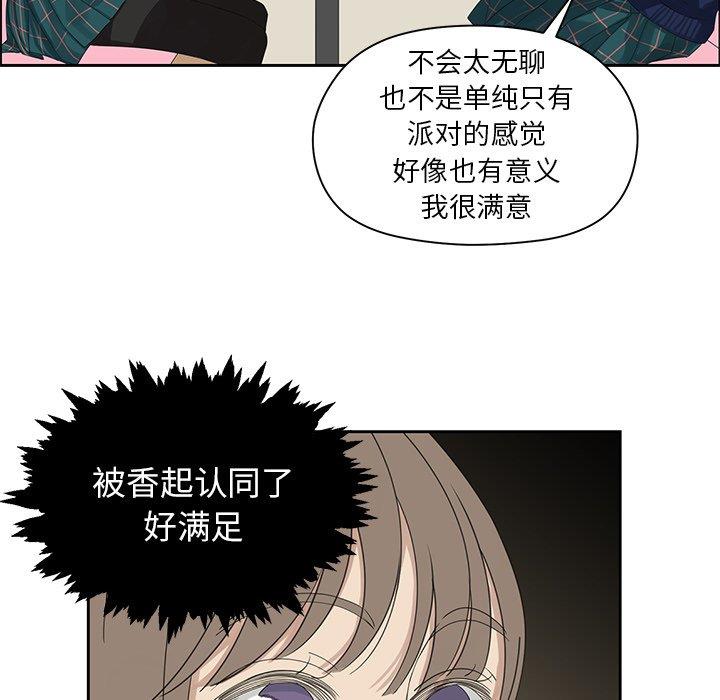 不会太无聊
也不是单纯只有
派对的感觉
好像也有意义
我很满意
被香起认同了
好满足